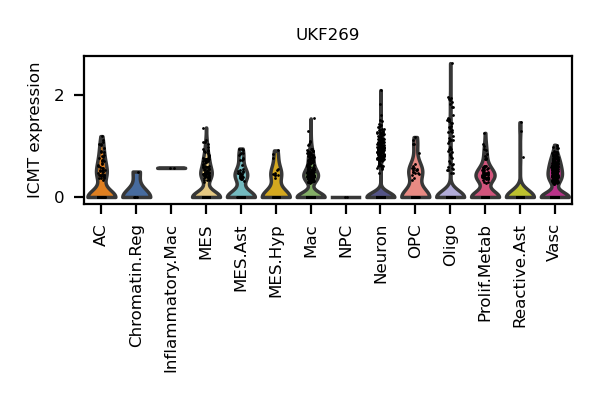 UKF269
ICMT expression
2
0
AC
Chromatin.Reg
Inflammatory.Mac
MES
MES.Ast
MES.Hyp
Mac
NPC
Neuron
OPC
Oligo
Prolif.Metab
Reactive.Ast
Vasc